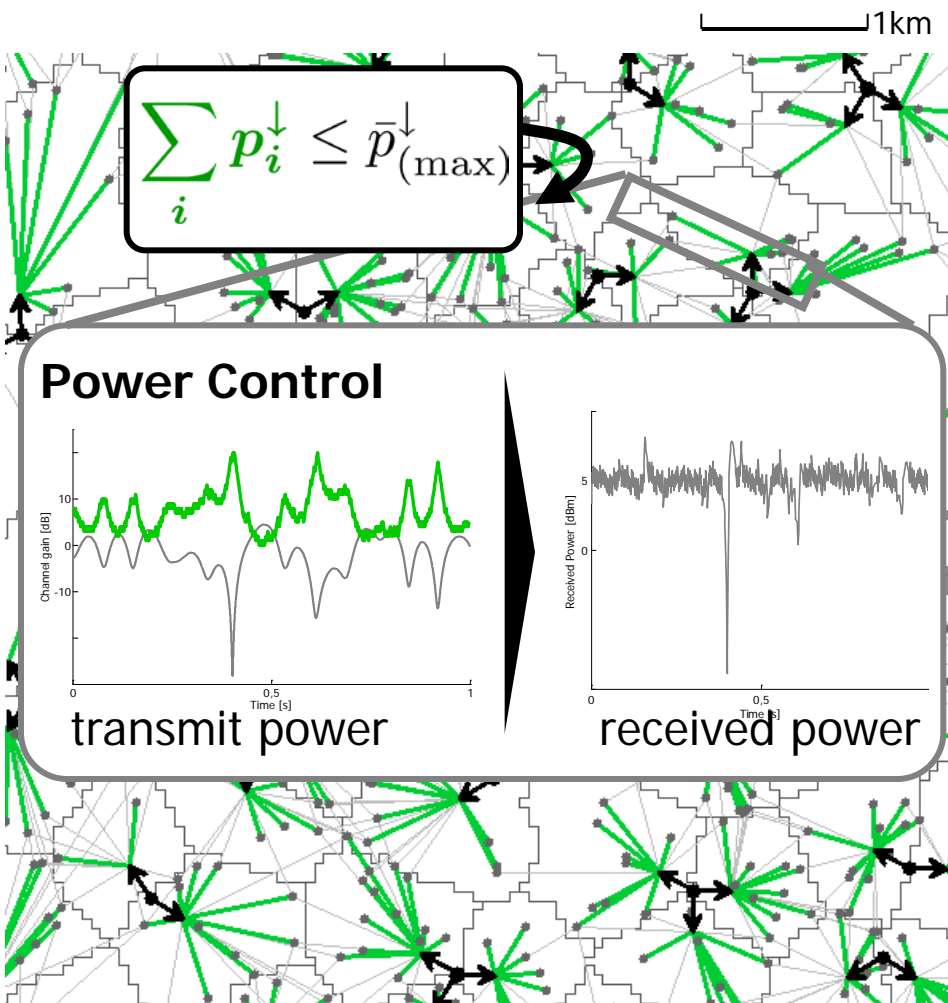 1km
∑_i p_i^↓ ≤ p̄_(max)^↓
Power Control
10
0
-10
Channel gain [dB]
0
0,5
1
Time [s]
transmit power
5
0
Received Power [dBm]
0
0,5
Time [s]
received power